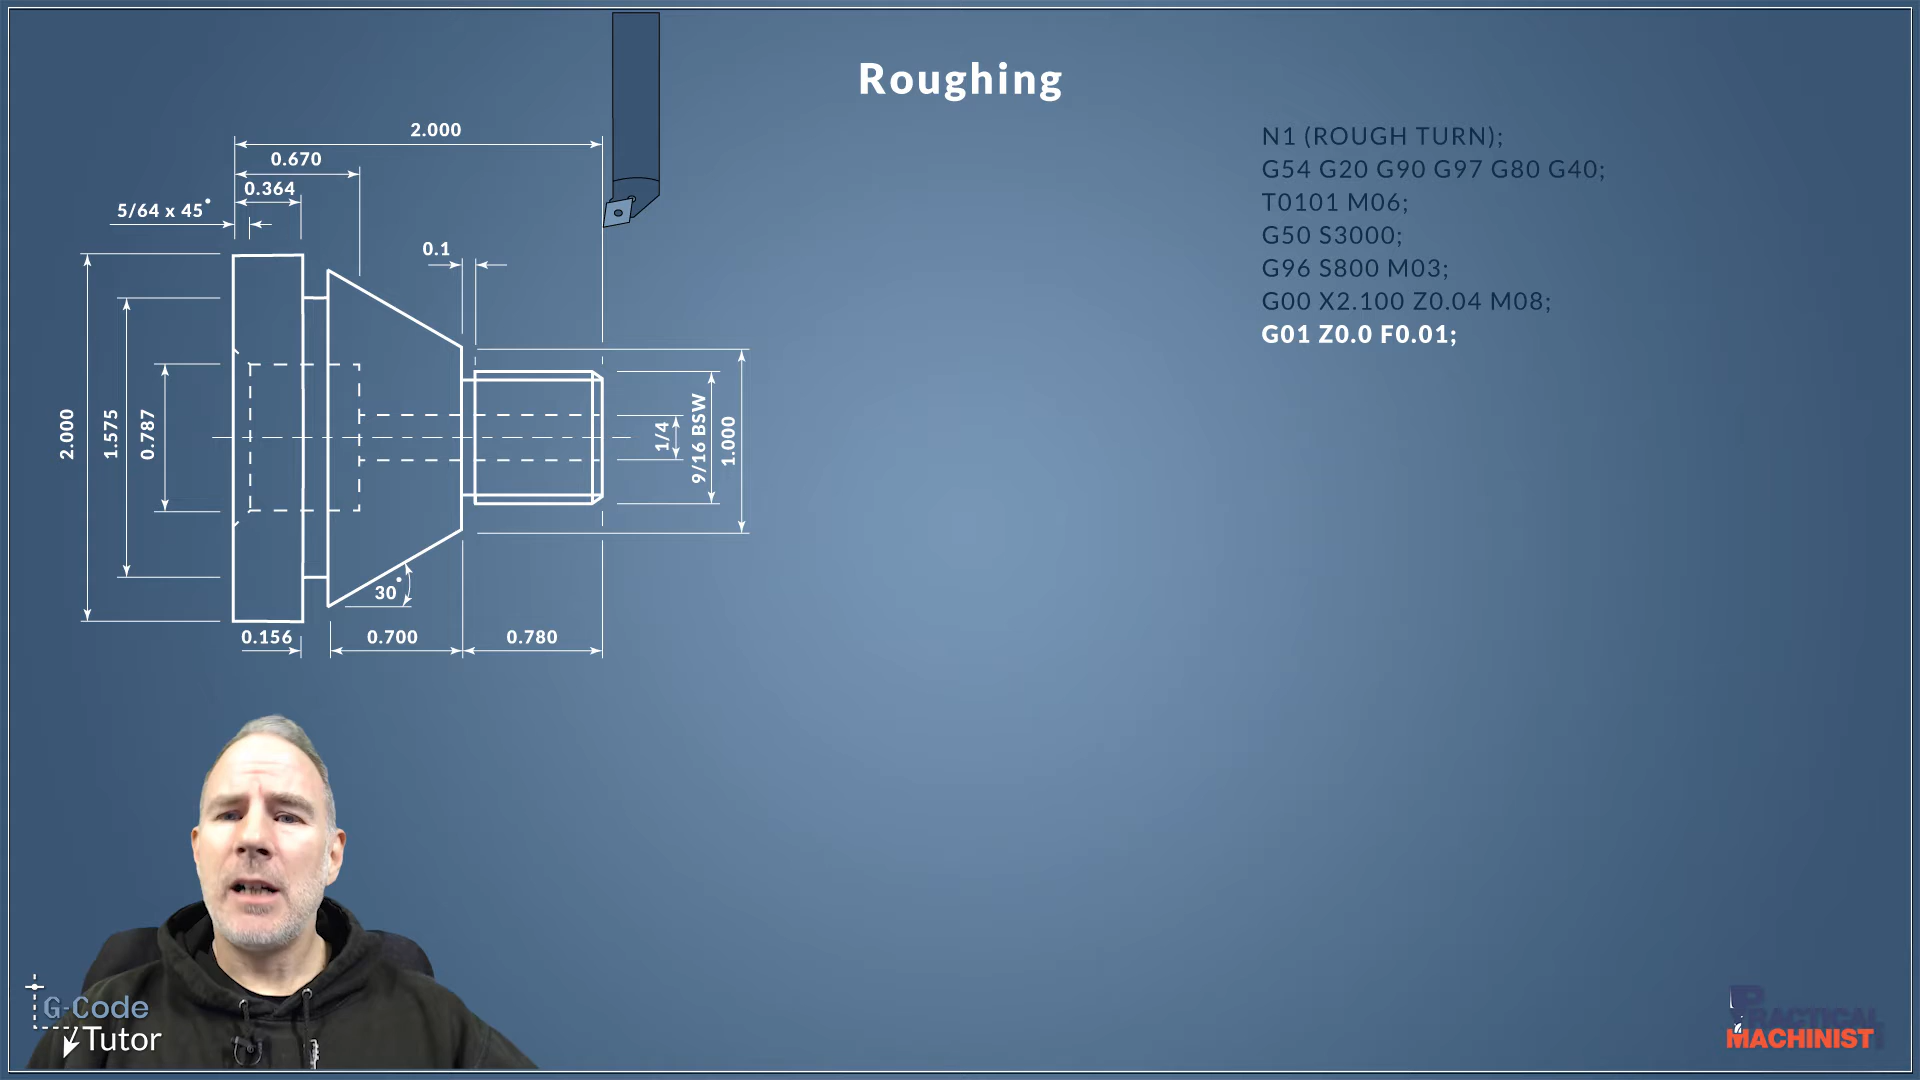 Roughing
N1 (ROUGH TURN);
G54 G20 G90 G97 G80 G40;
T0101 M06;
G50 S3000;
G96 S800 M03;
G00 X2.100 Z0.04 M08;
G01 Z0.0 F0.01;
2.000
0.670
0.364
5/64 x 45°
0.1
2.000
1.575
0.787
1/4
9/16 BSW
1.000
30°
0.156
0.700
0.780
G-Code
Tutor
PRACTICAL
MACHINIST